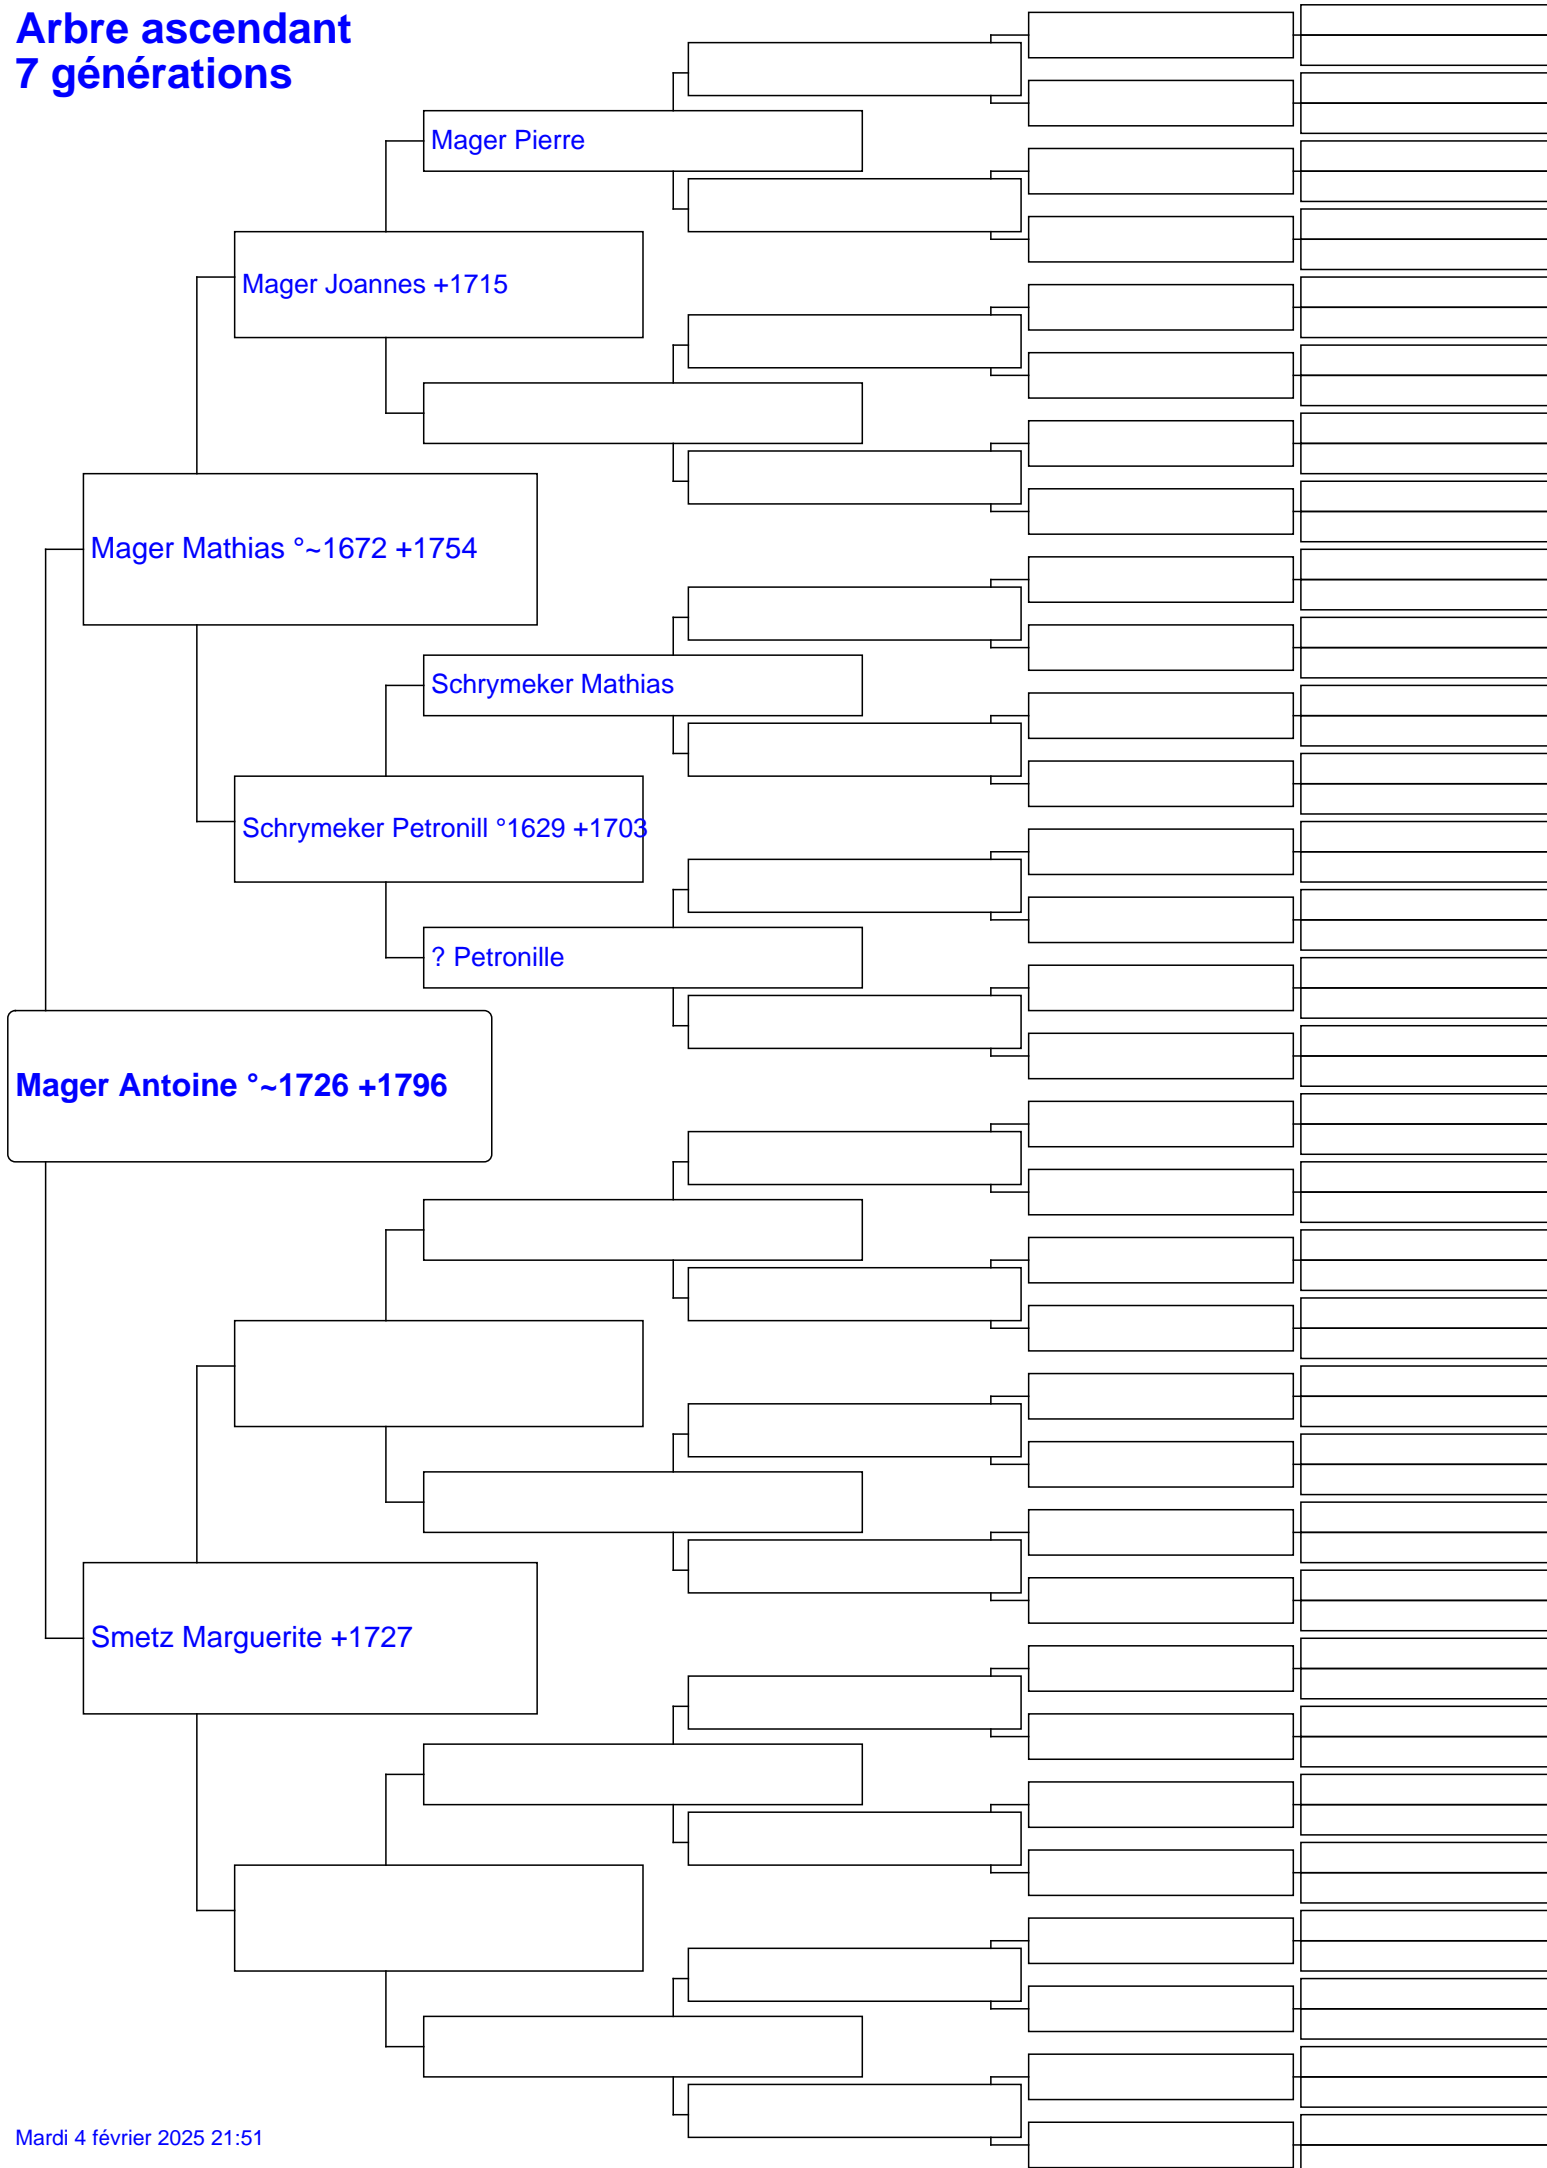 Arbre ascendant
7 générations
Mager Pierre
Mager Joannes +1715
Mager Mathias °~1672 +1754
Schrymeker Mathias
Schrymeker Petronill °1629 +1703
? Petronille
Mager Antoine °~1726 +1796
Smetz Marguerite +1727
Mardi 4 février 2025 21:51